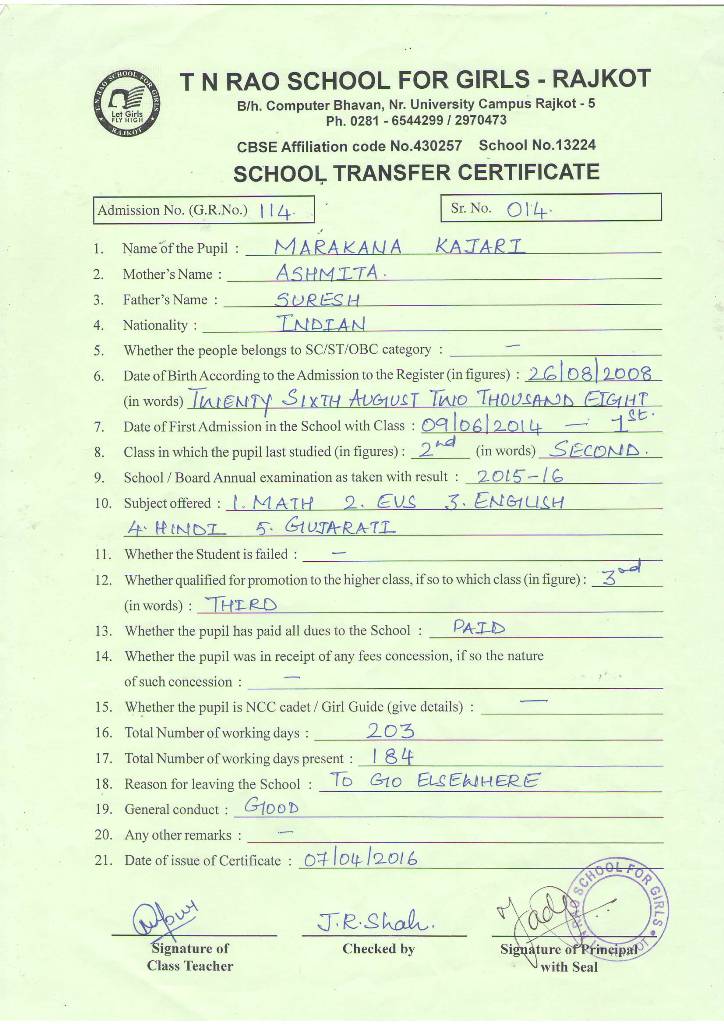 T N RAO SCHOOL FOR GIRLS - RAJKOT
T N RAO SCHOOL FOR GIRLS
Let Girls
FLY HIGH
RAJKOT
B/h. Computer Bhavan, Nr. University Campus Rajkot - 5
Ph. 0281 - 6544299 / 2970473
CBSE Affiliation code No.430257 School No.13224
SCHOOL TRANSFER CERTIFICATE
Admission No. (G.R.No.) 114. Sr. No. 014.
1. Name of the Pupil : MARAKANA KAJARI
2. Mother's Name : ASHMITA.
3. Father's Name : SURESH
4. Nationality : INDIAN
5. Whether the people belongs to SC/ST/OBC category : —
6. Date of Birth According to the Admission to the Register (in figures) : 26/08/2008
(in words) TWENTY SIXTH AUGUST TWO THOUSAND EIGHT
7. Date of First Admission in the School with Class : 09/06/2014 — 1st.
8. Class in which the pupil last studied (in figures) : 2nd (in words) SECOND.
9. School / Board Annual examination as taken with result : 2015-16
10. Subject offered : 1. MATH 2. EVS 3. ENGLISH
4. HINDI 5. GUJARATI
11. Whether the Student is failed : —
12. Whether qualified for promotion to the higher class, if so to which class (in figure) : 3rd
(in words) : THIRD
13. Whether the pupil has paid all dues to the School : PAID
14. Whether the pupil was in receipt of any fees concession, if so the nature
of such concession : —
15. Whether the pupil is NCC cadet / Girl Guide (give details) : —
16. Total Number of working days : 203
17. Total Number of working days present : 184
18. Reason for leaving the School : TO GO ELSEWHERE
19. General conduct : GOOD
20. Any other remarks : —
21. Date of issue of Certificate : 07/04/2016
J.R.Shah.
RAO SCHOOL FOR GIRLS
Signature of Checked by Signature of Principal
Class Teacher with Seal